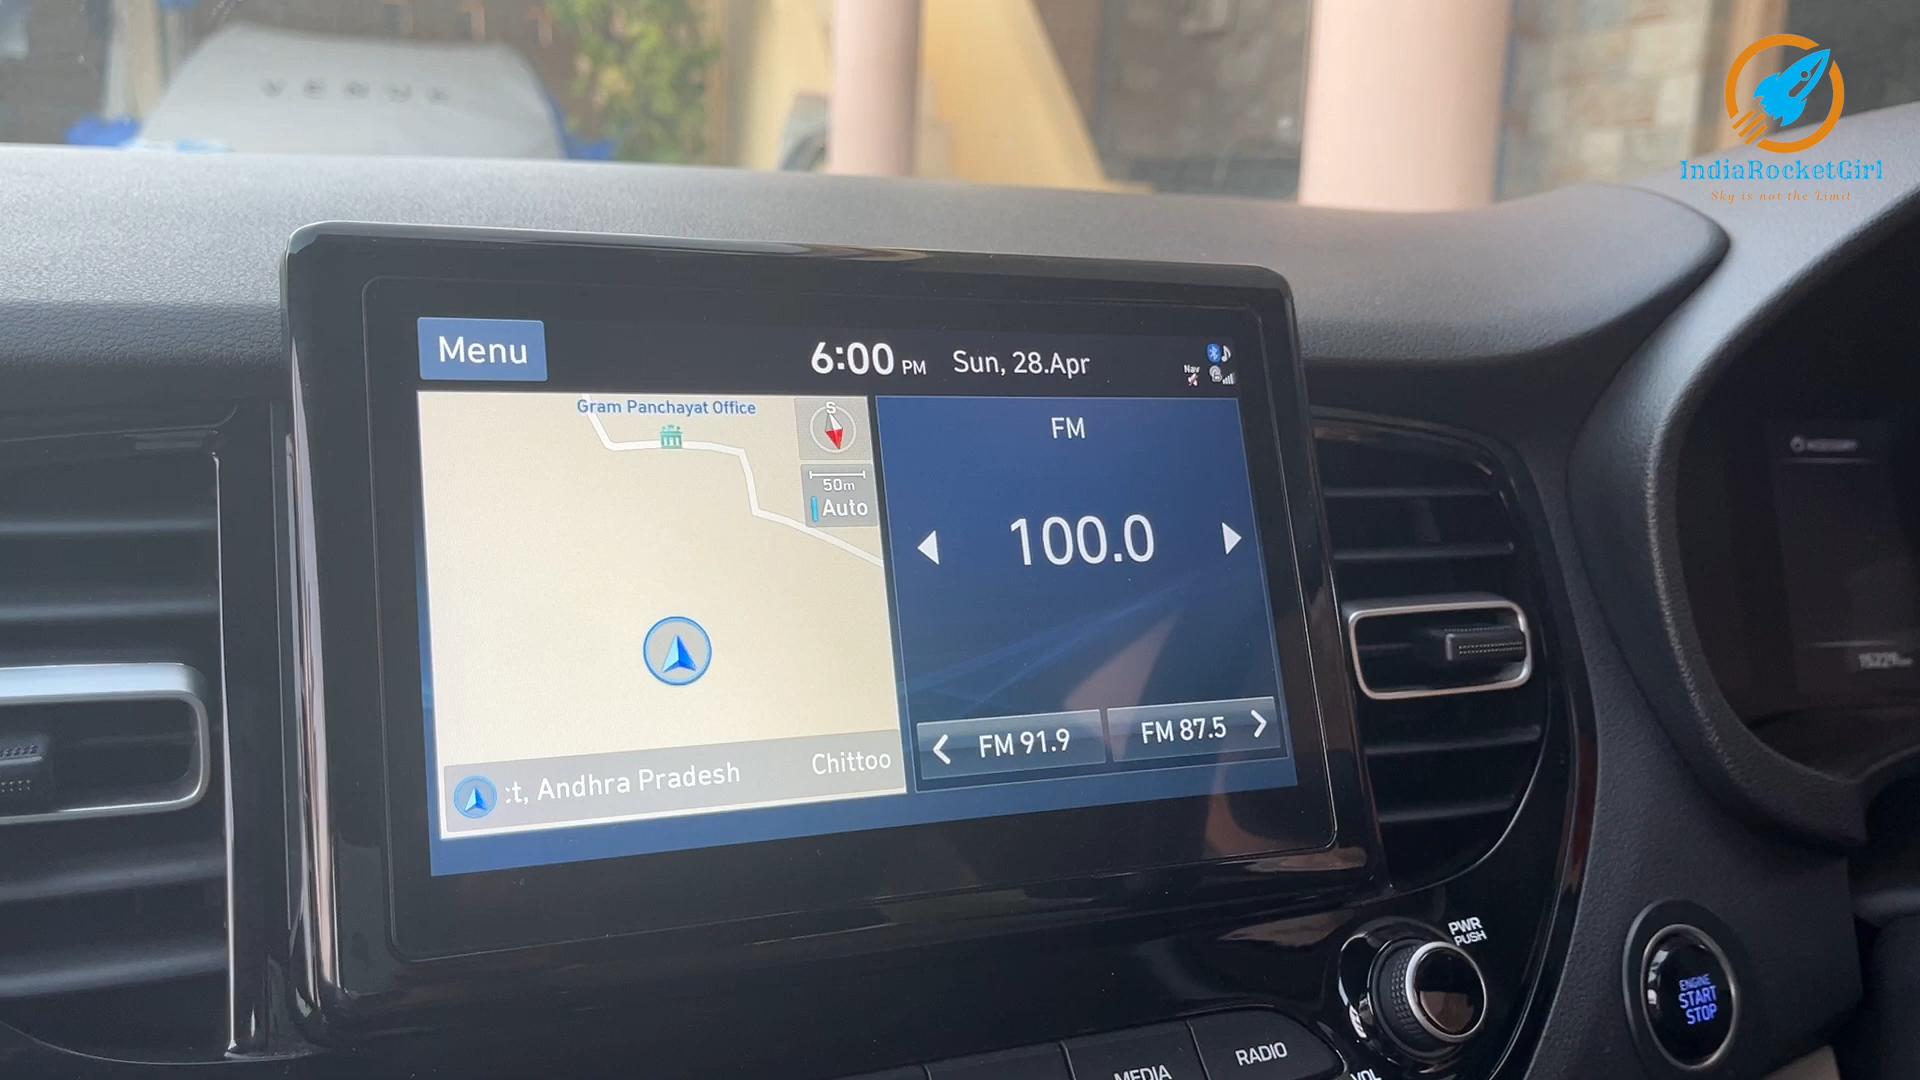 VENUE
IndiaRocketGirl
Sky is not the Limit
Menu
6:00 PM Sun, 28.Apr
Nav
Gram Panchayat Office
S
50m
Auto
FM
100.0
FM 91.9
FM 87.5
:t, Andhra Pradesh Chittoo
PWR
PUSH
ENGINE
START
STOP
MEDIA
RADIO
VOL